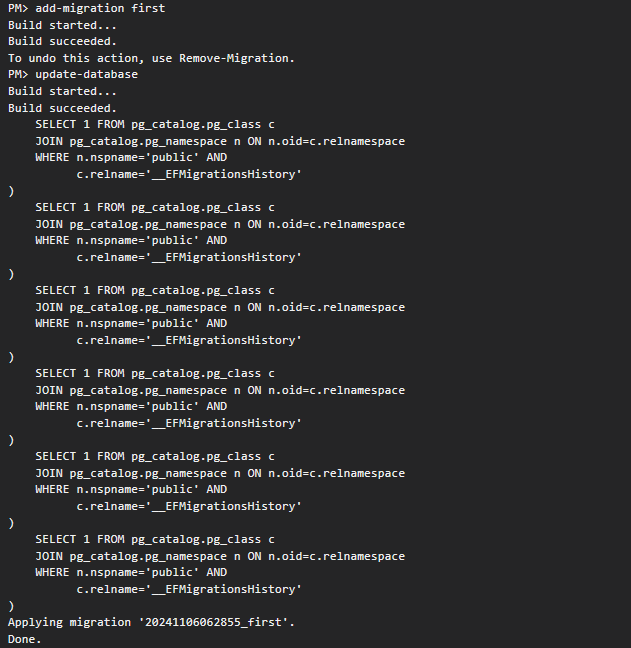 PM> add-migration first
Build started...
Build succeeded.
To undo this action, use Remove-Migration.
PM> update-database
Build started...
Build succeeded.
    SELECT 1 FROM pg_catalog.pg_class c
    JOIN pg_catalog.pg_namespace n ON n.oid=c.relnamespace
    WHERE n.nspname='public' AND
          c.relname='__EFMigrationsHistory'
)
    SELECT 1 FROM pg_catalog.pg_class c
    JOIN pg_catalog.pg_namespace n ON n.oid=c.relnamespace
    WHERE n.nspname='public' AND
          c.relname='__EFMigrationsHistory'
)
    SELECT 1 FROM pg_catalog.pg_class c
    JOIN pg_catalog.pg_namespace n ON n.oid=c.relnamespace
    WHERE n.nspname='public' AND
          c.relname='__EFMigrationsHistory'
)
    SELECT 1 FROM pg_catalog.pg_class c
    JOIN pg_catalog.pg_namespace n ON n.oid=c.relnamespace
    WHERE n.nspname='public' AND
          c.relname='__EFMigrationsHistory'
)
    SELECT 1 FROM pg_catalog.pg_class c
    JOIN pg_catalog.pg_namespace n ON n.oid=c.relnamespace
    WHERE n.nspname='public' AND
          c.relname='__EFMigrationsHistory'
)
    SELECT 1 FROM pg_catalog.pg_class c
    JOIN pg_catalog.pg_namespace n ON n.oid=c.relnamespace
    WHERE n.nspname='public' AND
          c.relname='__EFMigrationsHistory'
)
Applying migration '20241106062855_first'.
Done.